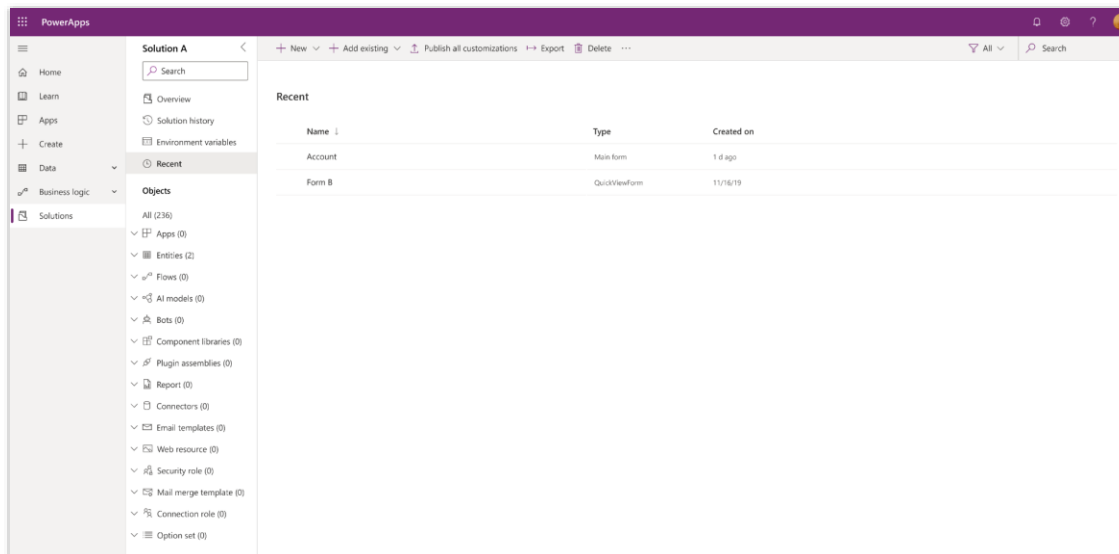 PowerApps
?
Home
Learn
Apps
Create
Data
Business logic
Solutions
Solution A
Search
Overview
Solution history
Environment variables
Recent
Objects
All (236)
Apps (0)
Entities (2)
Flows (0)
AI models (0)
Bots (0)
Component libraries (0)
Plugin assemblies (0)
Report (0)
Connectors (0)
Email templates (0)
Web resource (0)
Security role (0)
Mail merge template (0)
Connection role (0)
Option set (0)
New Add existing Publish all customizations Export Delete ... All Search
Recent
Name ↓ Type Created on
Account Main form 1 d ago
Form B QuickViewForm 11/16/19